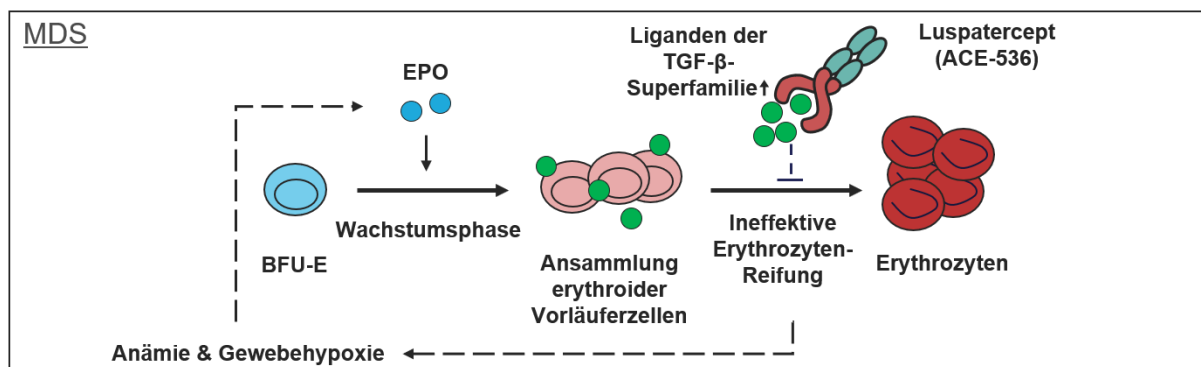 MDS
EPO
Liganden der
TGF-β-
Superfamilie
Luspatercept
(ACE-536)
BFU-E
Wachstumsphase
Ansammlung
erythroider
Vorläuferzellen
Ineffektive
Erythrozyten-
Reifung
Erythrozyten
Anämie & Gewebehypoxie